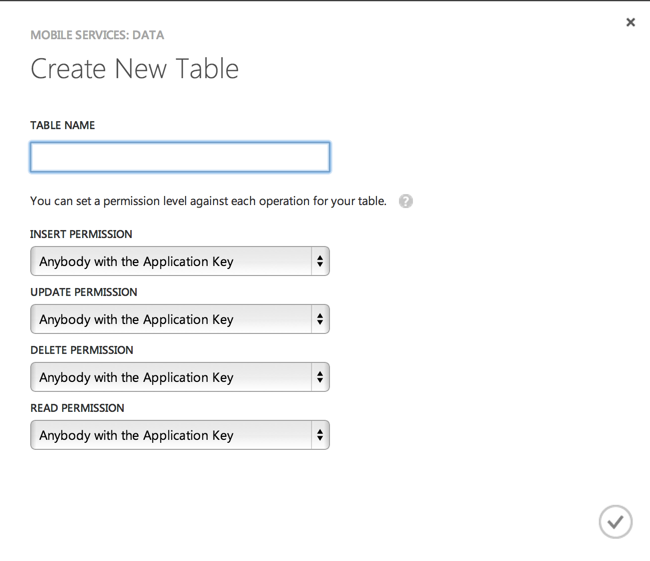 MOBILE SERVICES: DATA
Create New Table
TABLE NAME
You can set a permission level against each operation for your table. ?
INSERT PERMISSION
Anybody with the Application Key
UPDATE PERMISSION
Anybody with the Application Key
DELETE PERMISSION
Anybody with the Application Key
READ PERMISSION
Anybody with the Application Key